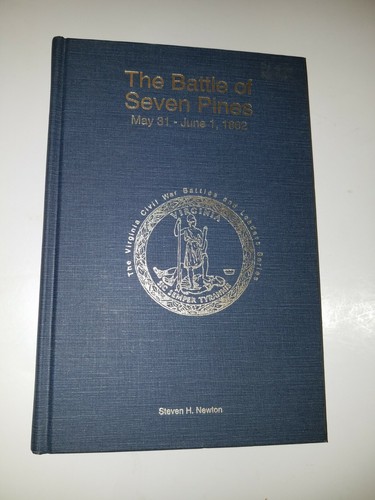 The Battle of
Seven Pines
May 31 - June 1, 1862
The Virginia Civil War Battles and Leaders Series
VIRGINIA
SIC SEMPER TYRANNIS
Steven H. Newton